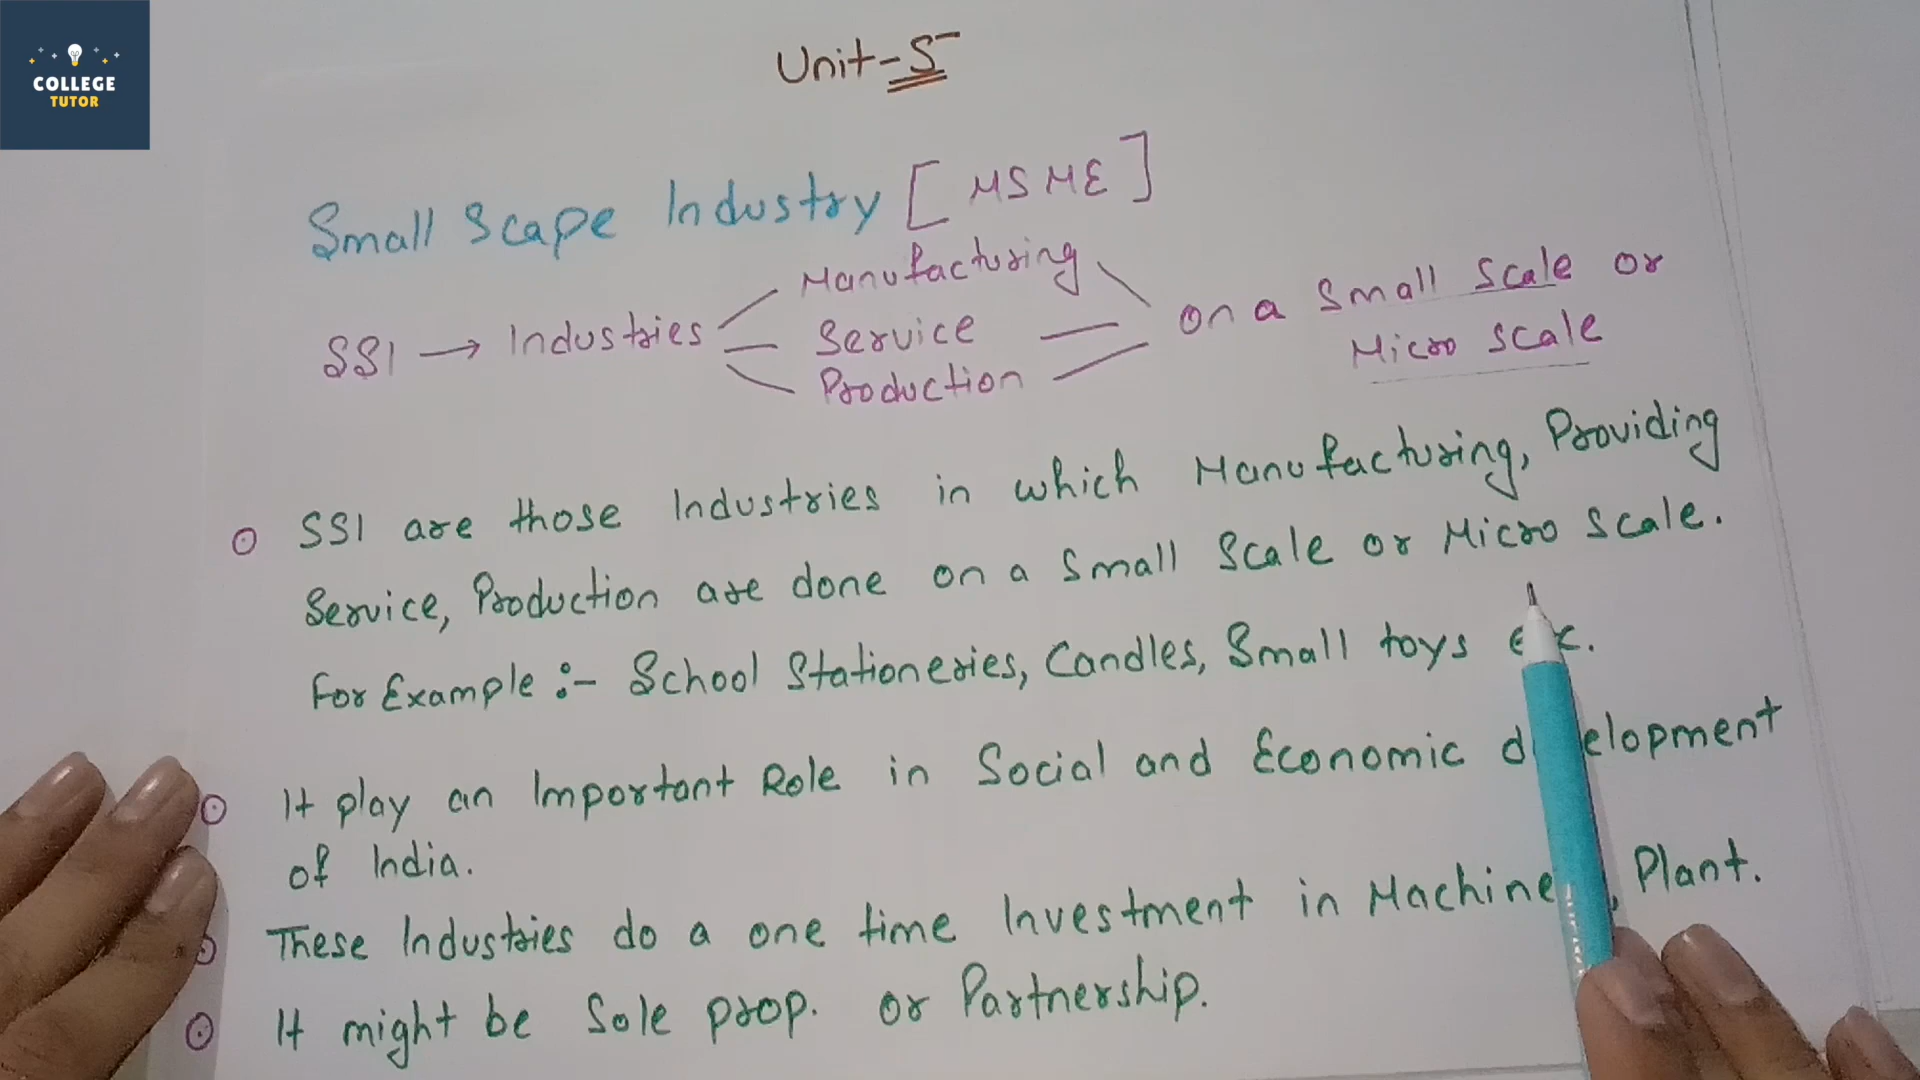 COLLEGE
TUTOR
Unit-5
Small Scape Industry [MSME]
Manufacturing
SSI → Industries Service on a Small Scale or
Production Micro Scale
SSI are those Industries in which Manufacturing, Providing
Service, Production are done on a Small Scale or Micro Scale.
For Example :- School Stationeries, Candles, Small toys etc.
It play an Important Role in Social and Economic development
of India.
These Industries do a one time Investment in Machine, Plant.
It might be Sole prop. or Partnership.